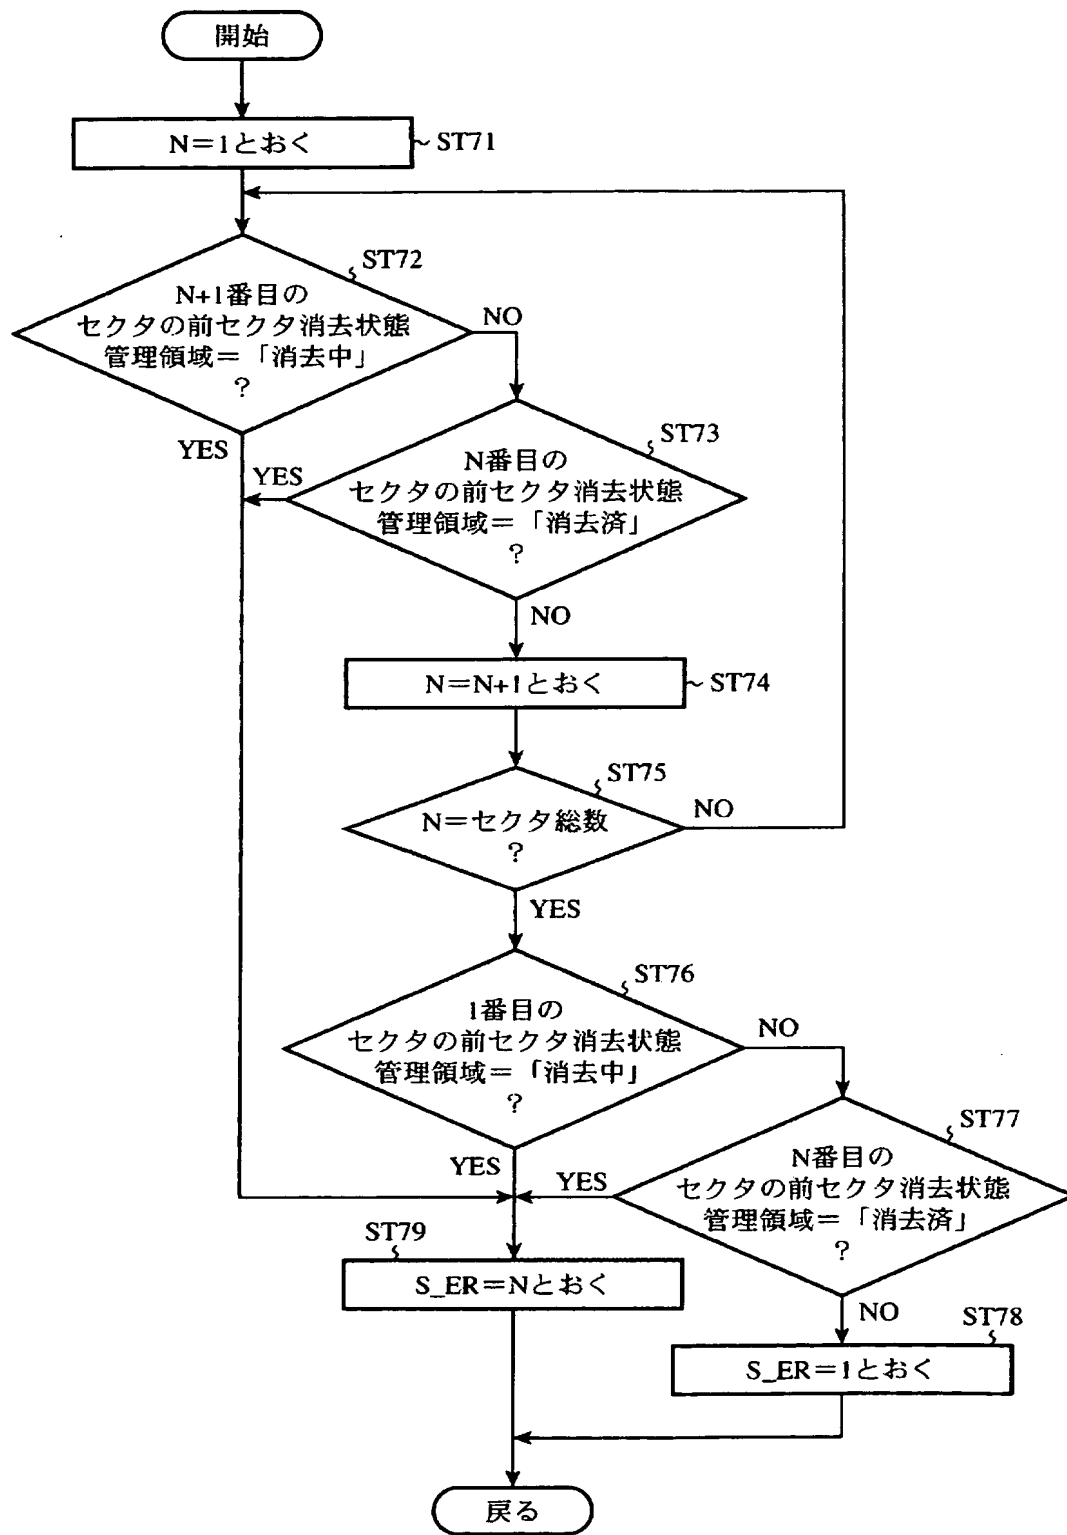 開始
N=1とおく
~ST71
ST72
N+1番目の
セクタの前セクタ消去状態
管理領域=「消去中」
?
NO
YES
ST73
N番目の
セクタの前セクタ消去状態
管理領域=「消去済」
?
YES
NO
N=N+1とおく
~ST74
ST75
N=セクタ総数
?
NO
YES
ST76
1番目の
セクタの前セクタ消去状態
管理領域=「消去中」
?
NO
YES
ST77
N番目の
セクタの前セクタ消去状態
管理領域=「消去済」
?
YES
NO
ST79
S_ER=Nとおく
ST78
S_ER=1とおく
戻る